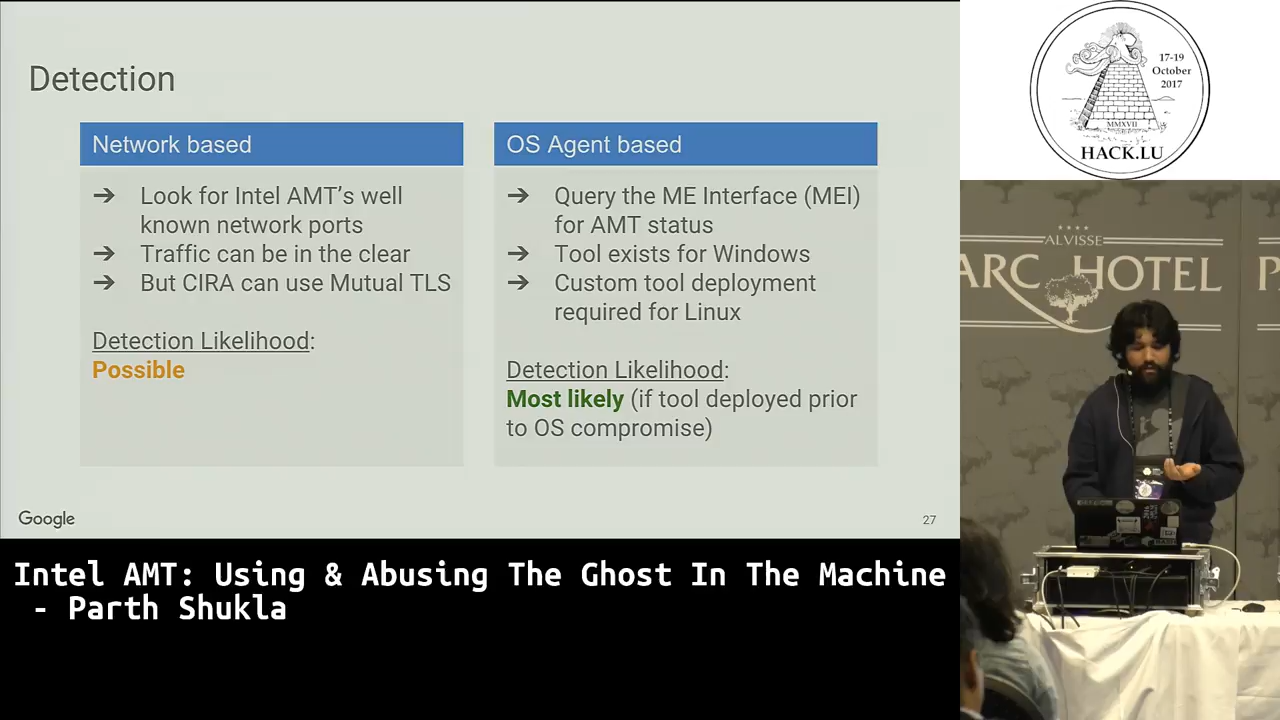 Detection
Network based
➔ Look for Intel AMT's well
known network ports
➔ Traffic can be in the clear
➔ But CIRA can use Mutual TLS
Detection Likelihood:
Possible
OS Agent based
➔ Query the ME Interface (MEI)
for AMT status
➔ Tool exists for Windows
➔ Custom tool deployment
required for Linux
Detection Likelihood:
Most likely (if tool deployed prior
to OS compromise)
Google
27
17-19
October
2017
MMXVII
HACK.LU
ALVISSE
PARC HOTEL
Intel AMT: Using & Abusing The Ghost In The Machine
- Parth Shukla